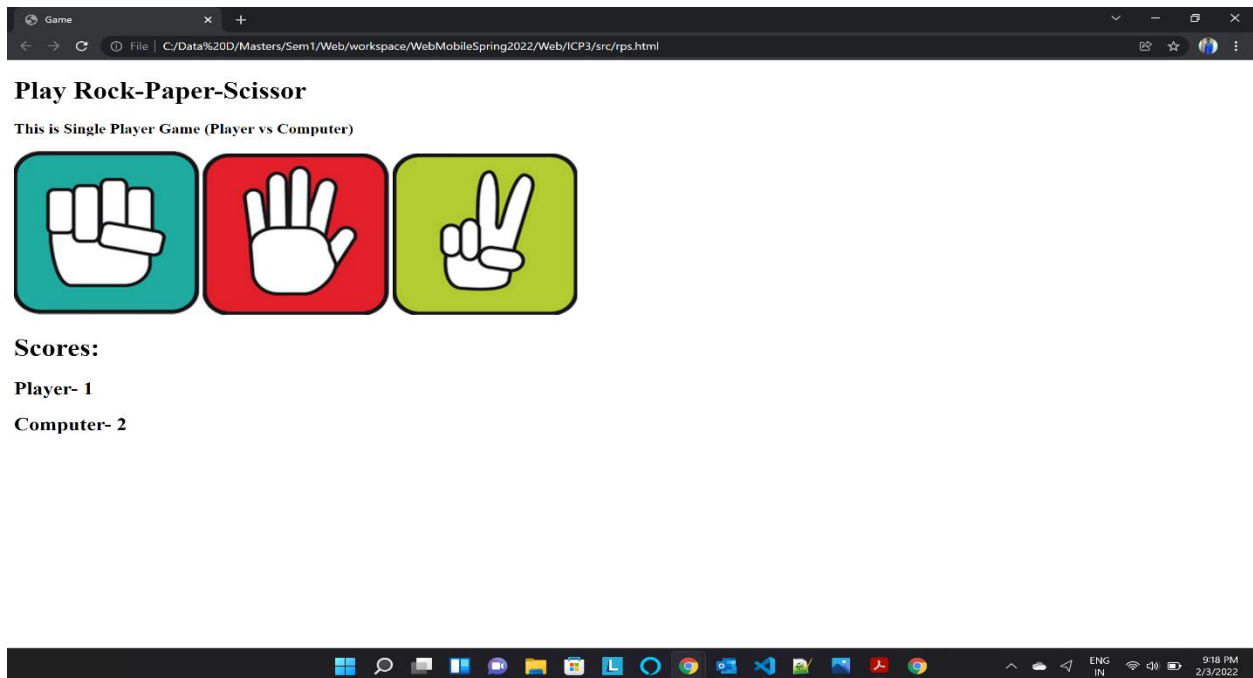 Game
File | C:/Data%20D/Masters/Sem1/Web/workspace/WebMobileSpring2022/Web/ICP3/src/rps.html
Play Rock-Paper-Scissor
This is Single Player Game (Player vs Computer)
Scores:
Player- 1
Computer- 2
L
ENG
IN
9:18 PM
2/3/2022